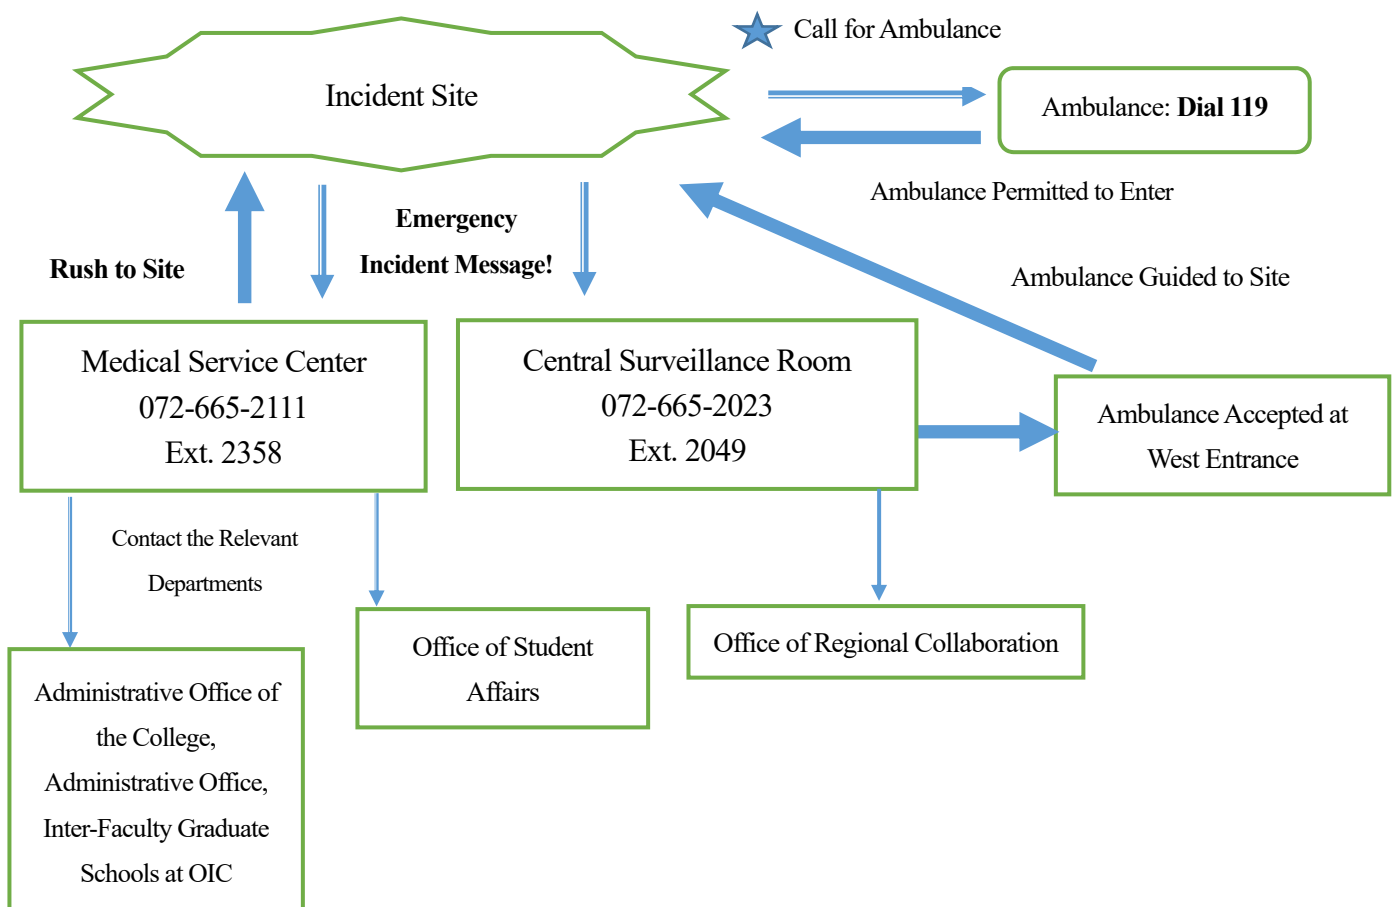 Call for Ambulance
Incident Site
Ambulance: Dial 119
Ambulance Permitted to Enter
Emergency
Incident Message!
Rush to Site
Ambulance Guided to Site
Medical Service Center
072-665-2111
Ext. 2358
Central Surveillance Room
072-665-2023
Ext. 2049
Ambulance Accepted at
West Entrance
Contact the Relevant
Departments
Office of Student
Affairs
Office of Regional Collaboration
Administrative Office of
the College,
Administrative Office,
Inter-Faculty Graduate
Schools at OIC